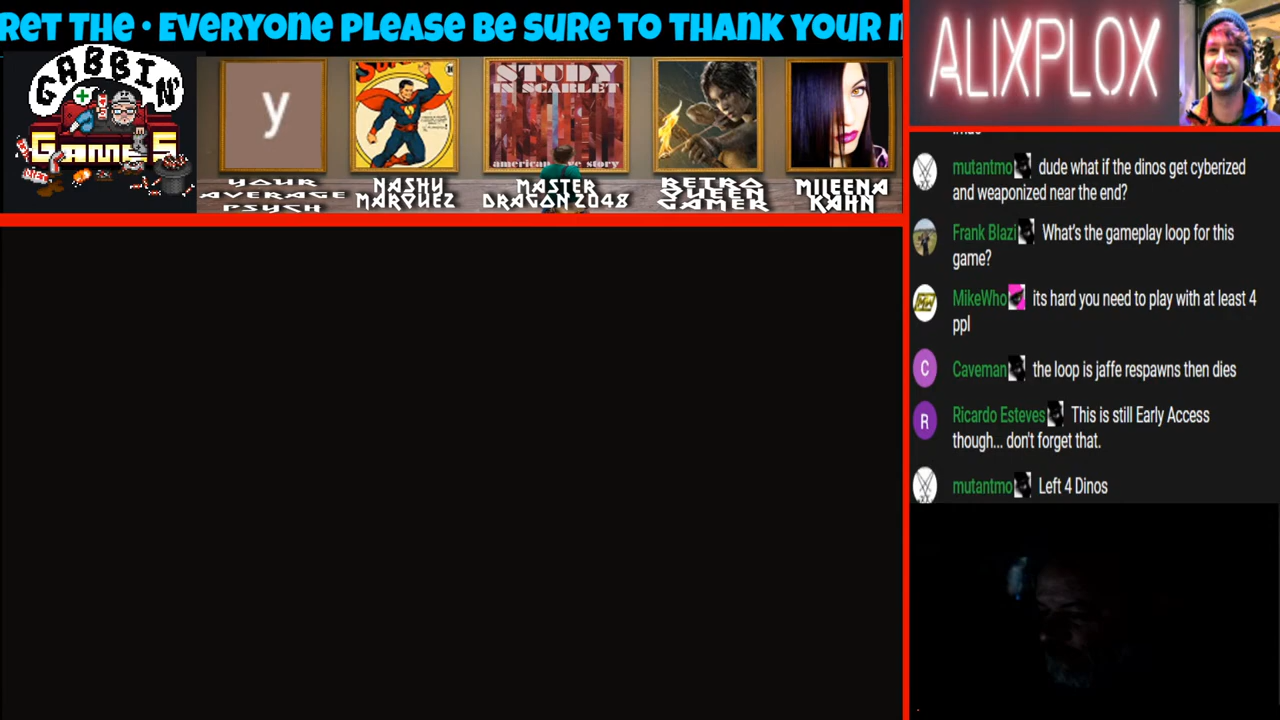 RET THE • EVERYONE PLEASE BE SURE TO THANK YOUR
GABBIN'
GAMES
y
STUDY
IN SCARLET
YOUR
AVERAGE
PSYCH
NASHU
MARQUEZ
MASTER
DRAGON2048
RETRO
QUEEN
GAMER
MILEENA
KAHN
ALIXPLOX
mutantmo dude what if the dinos get cyberized
and weaponized near the end?
Frank Blazi What's the gameplay loop for this
game?
MikeWho its hard you need to play with at least 4
ppl
C
Caveman the loop is jaffe respawns then dies
R
Ricardo Esteves This is still Early Access
though... don't forget that.
mutantmo Left 4 Dinos